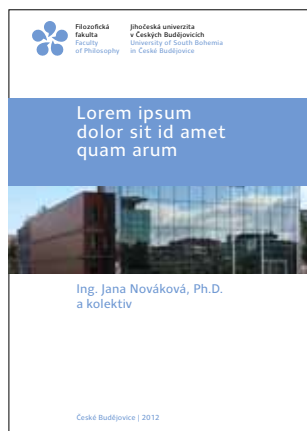 Filozofická
fakulta
Faculty
of Philosophy
Jihočeská univerzita
v Českých Budějovicích
University of South Bohemia
in České Budějovice
Lorem ipsum
dolor sit id amet
quam arum
Ing. Jana Nováková, Ph.D.
a kolektiv
České Budějovice | 2012